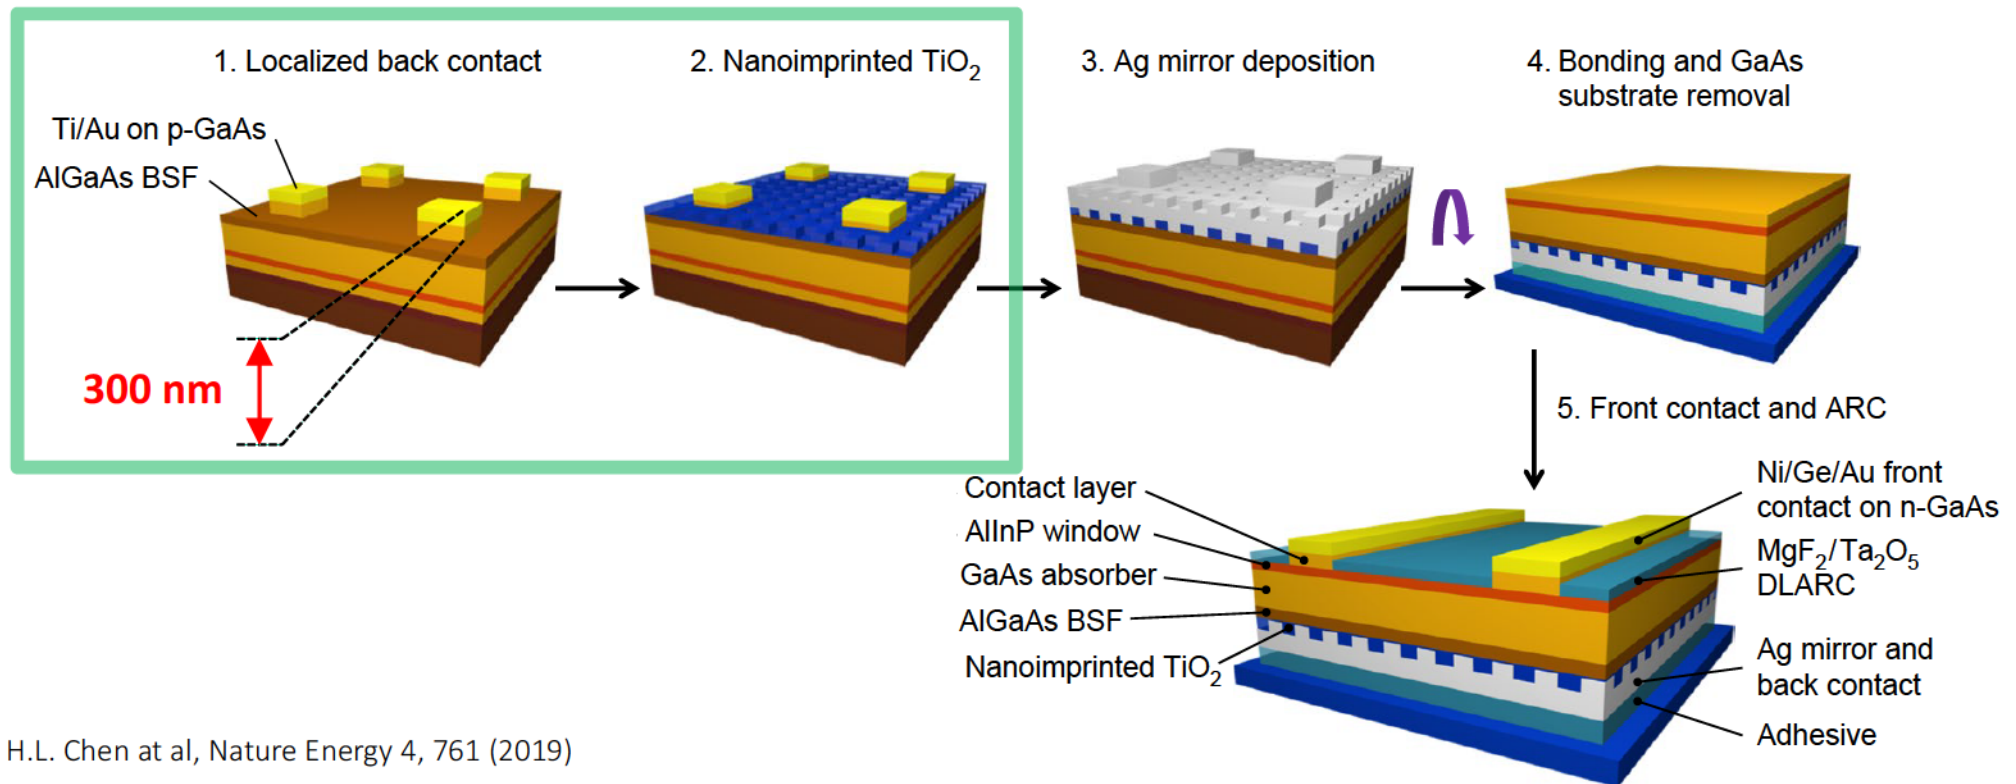 1. Localized back contact
Ti/Au on p-GaAs
AlGaAs BSF
300 nm
2. Nanoimprinted TiO₂
3. Ag mirror deposition
4. Bonding and GaAs
substrate removal
5. Front contact and ARC
Contact layer
AlInP window
GaAs absorber
AlGaAs BSF
Nanoimprinted TiO₂
Ni/Ge/Au front
contact on n-GaAs
MgF₂/Ta₂O₅
DLARC
Ag mirror and
back contact
Adhesive
H.L. Chen at al, Nature Energy 4, 761 (2019)